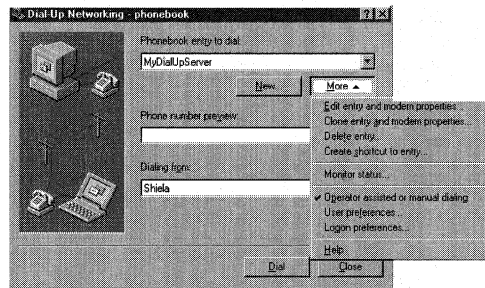 Dial-Up Networking - phonebook
Phonebook entry to dial:
MyDialUpServer
New...
More
Phone number preview:
Dialing from:
Shiela
Edit entry and modem properties...
Clone entry and modem properties...
Delete entry...
Create shortcut to entry...
Monitor status...
Operator assisted or manual dialing
User preferences...
Logon preferences...
Help
Dial
Close